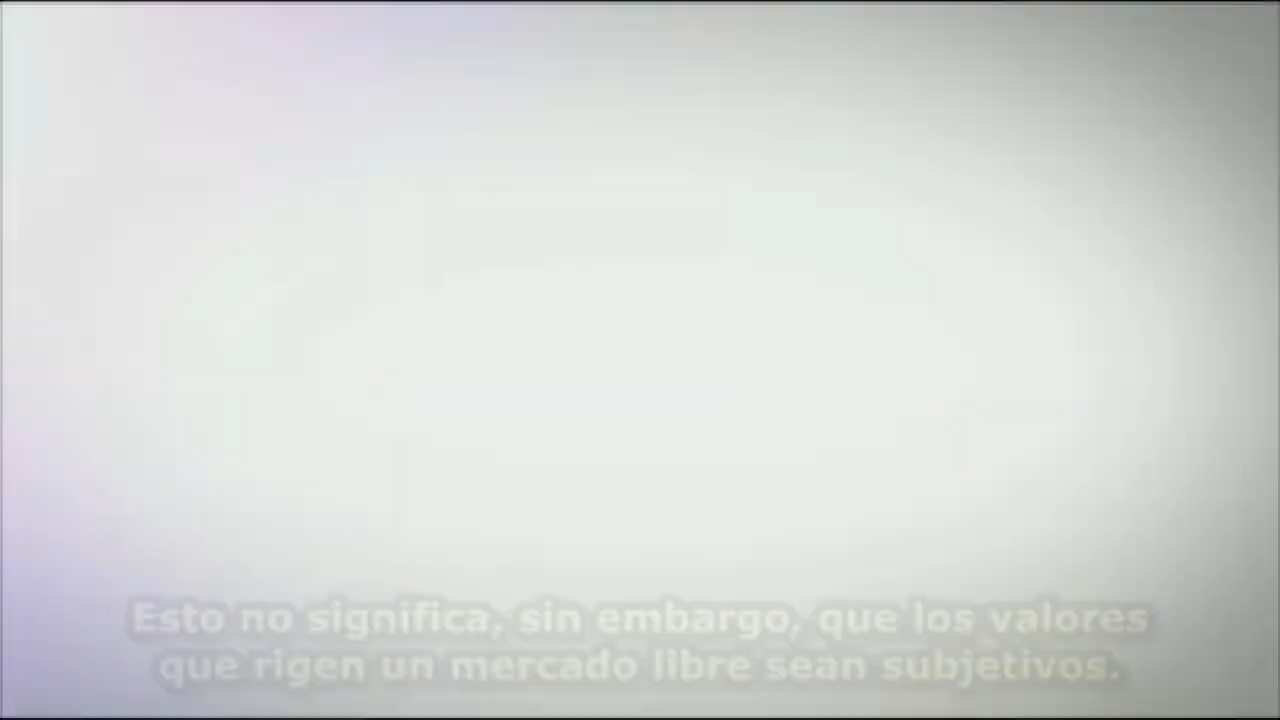 Esto no significa, sin embargo, que los valores
que rigen un mercado libre sean subjetivos.